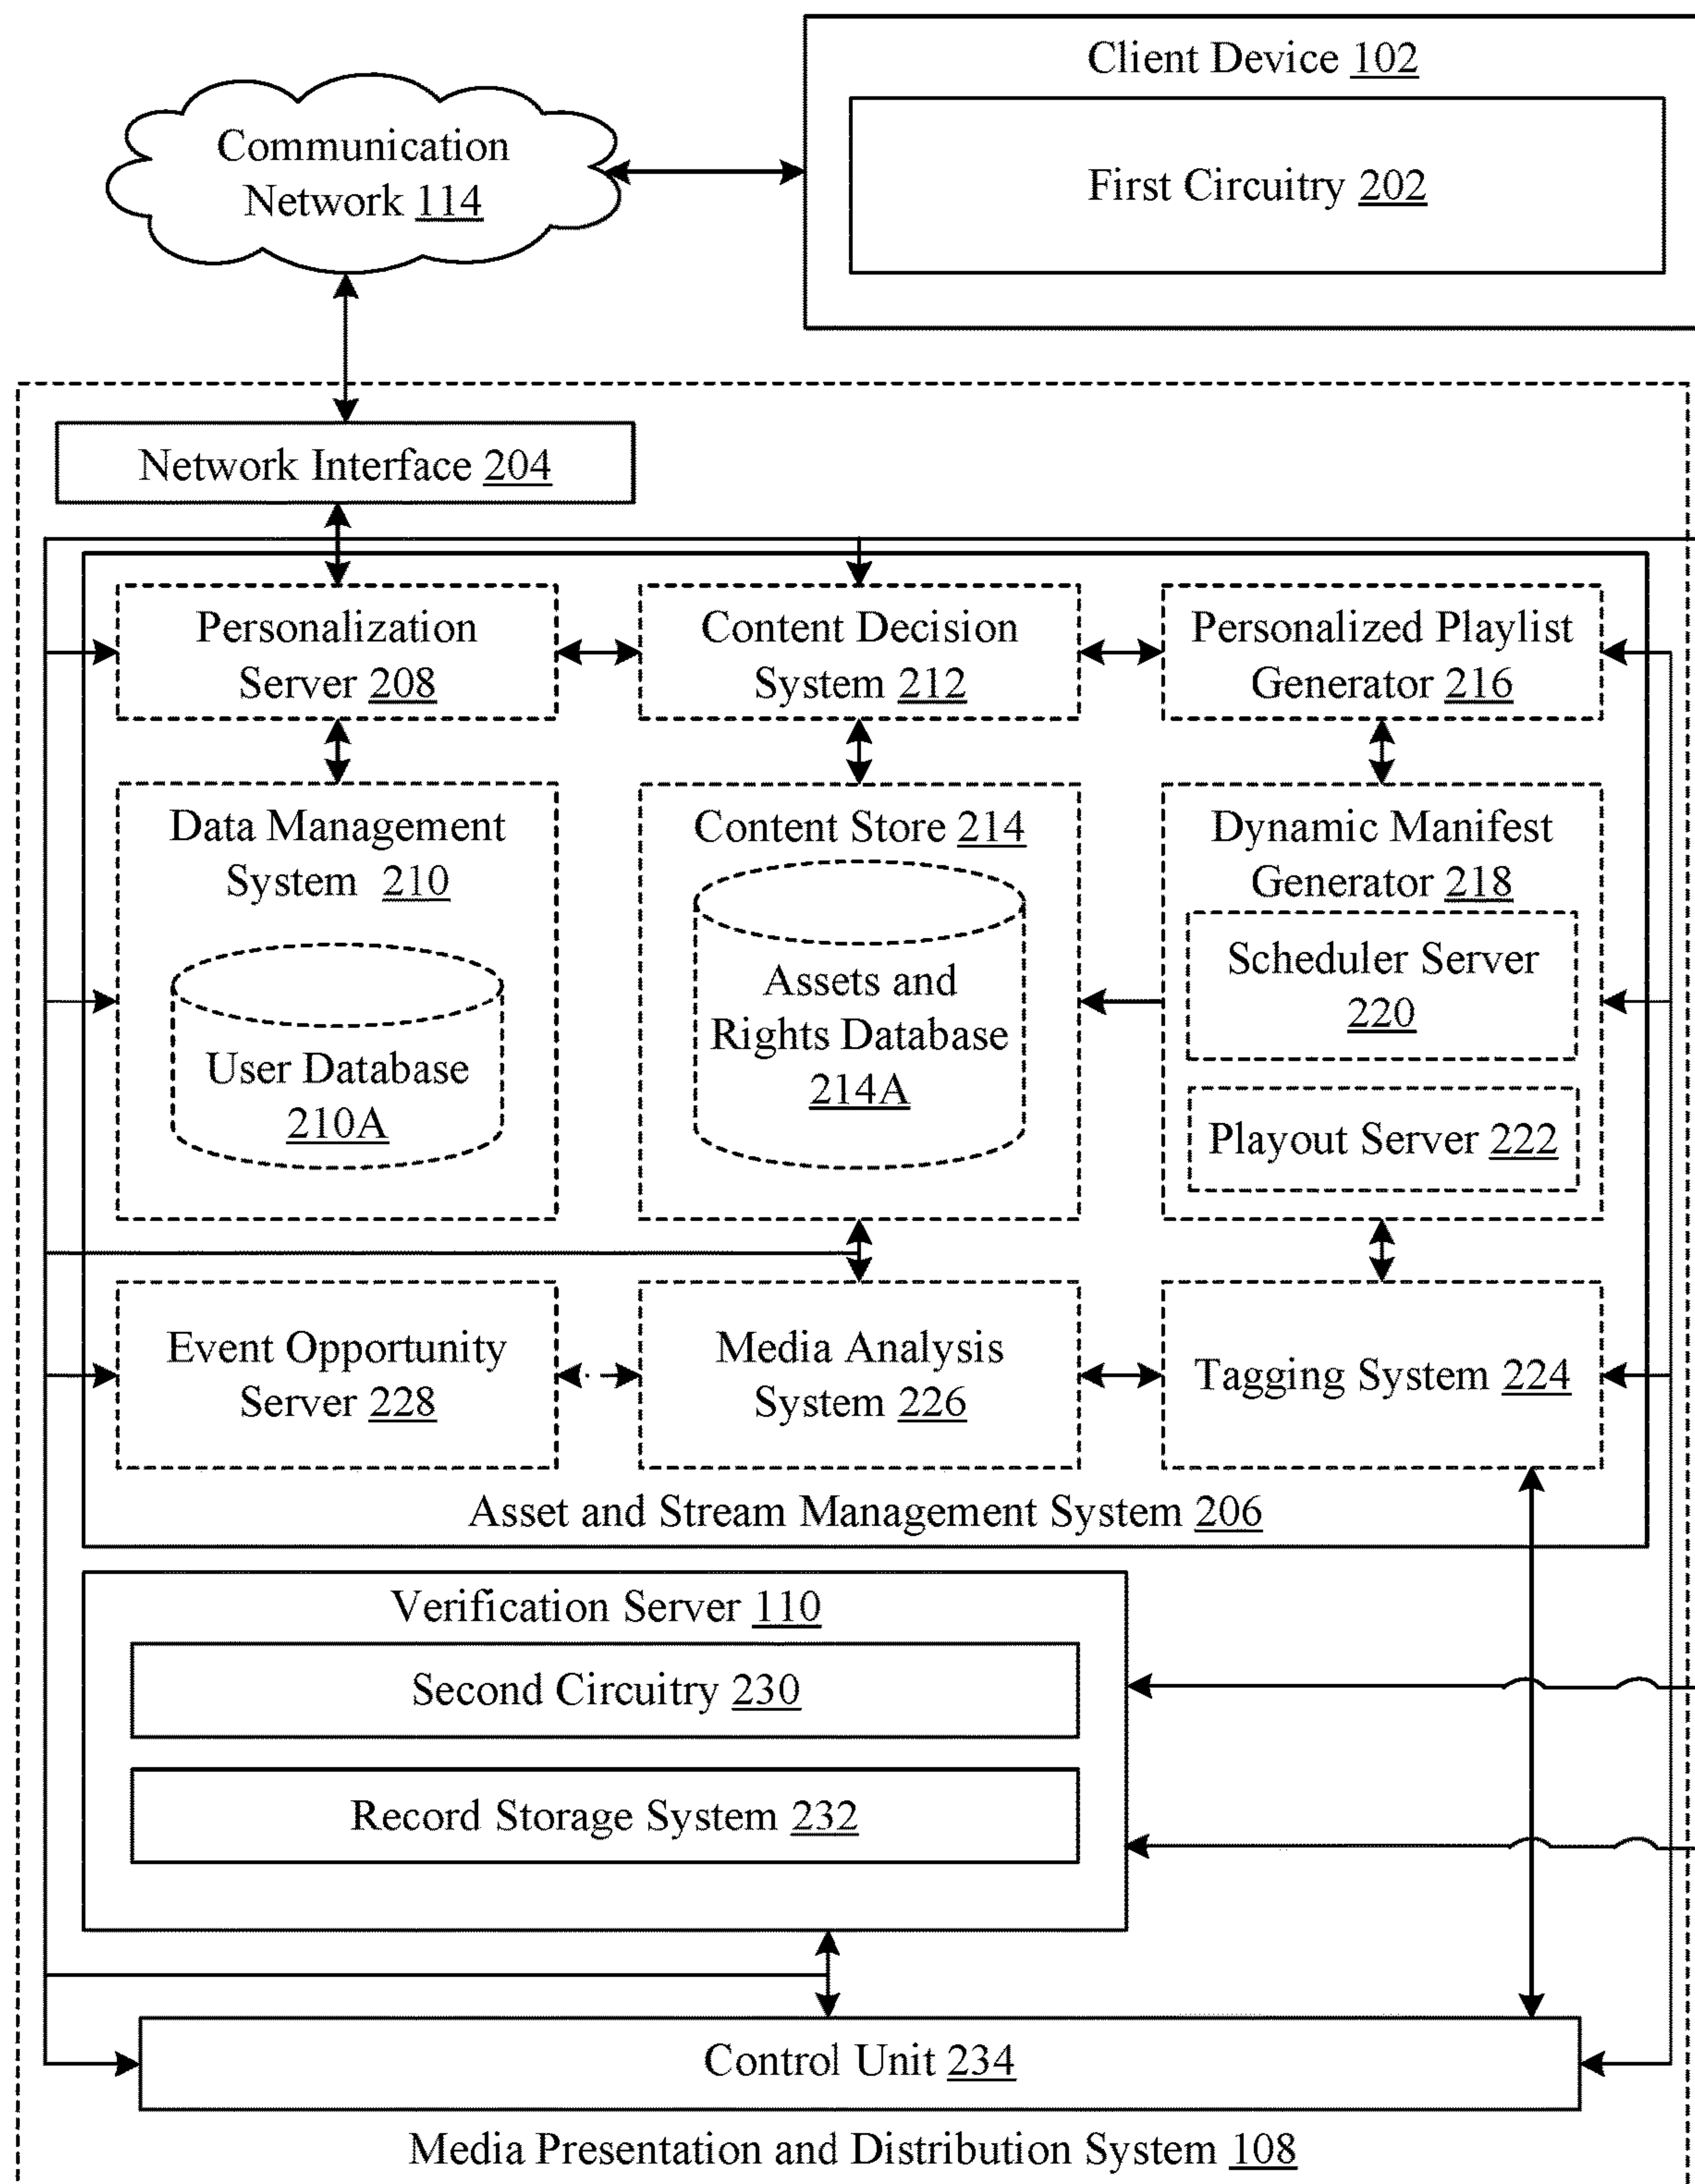 Client Device 102
First Circuitry 202
Communication
Network 114
Network Interface 204
Personalization
Server 208
Content Decision
System 212
Personalized Playlist
Generator 216
Data Management
System 210
User Database
210A
Content Store 214
Assets and
Rights Database
214A
Dynamic Manifest
Generator 218
Scheduler Server
220
Playout Server 222
Event Opportunity
Server 228
Media Analysis
System 226
Tagging System 224
Asset and Stream Management System 206
Verification Server 110
Second Circuitry 230
Record Storage System 232
Control Unit 234
Media Presentation and Distribution System 108